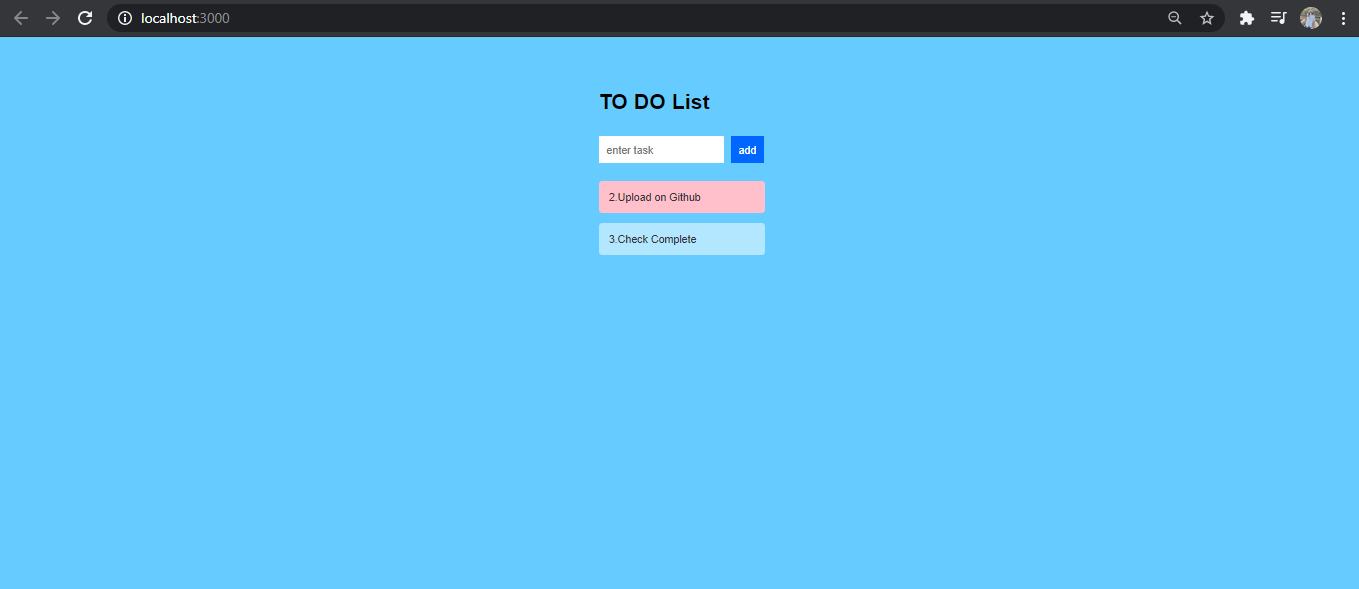 localhost:3000
TO DO List
enter task
add
2.Upload on Github
3.Check Complete